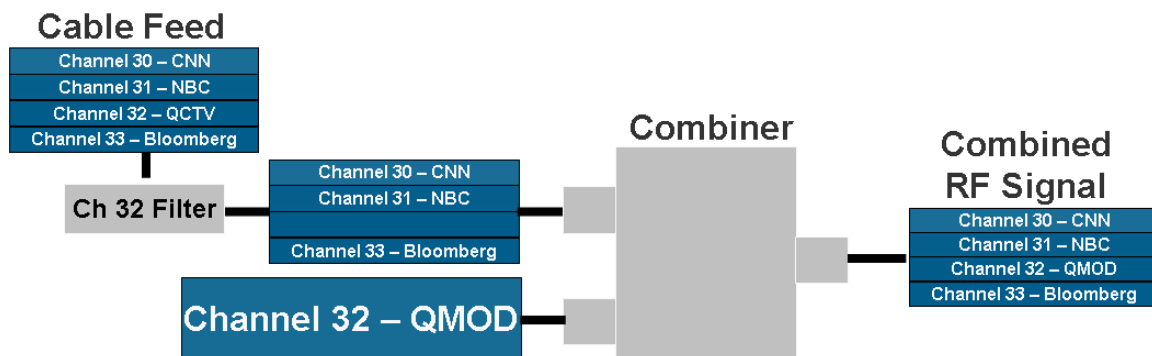 Cable Feed
Channel 30 – CNN
Channel 31 – NBC
Channel 32 – QCTV
Channel 33 – Bloomberg
Ch 32 Filter
Channel 30 – CNN
Channel 31 – NBC
Channel 33 – Bloomberg
Channel 32 – QMOD
Combiner
Combined
RF Signal
Channel 30 – CNN
Channel 31 – NBC
Channel 32 – QMOD
Channel 33 – Bloomberg